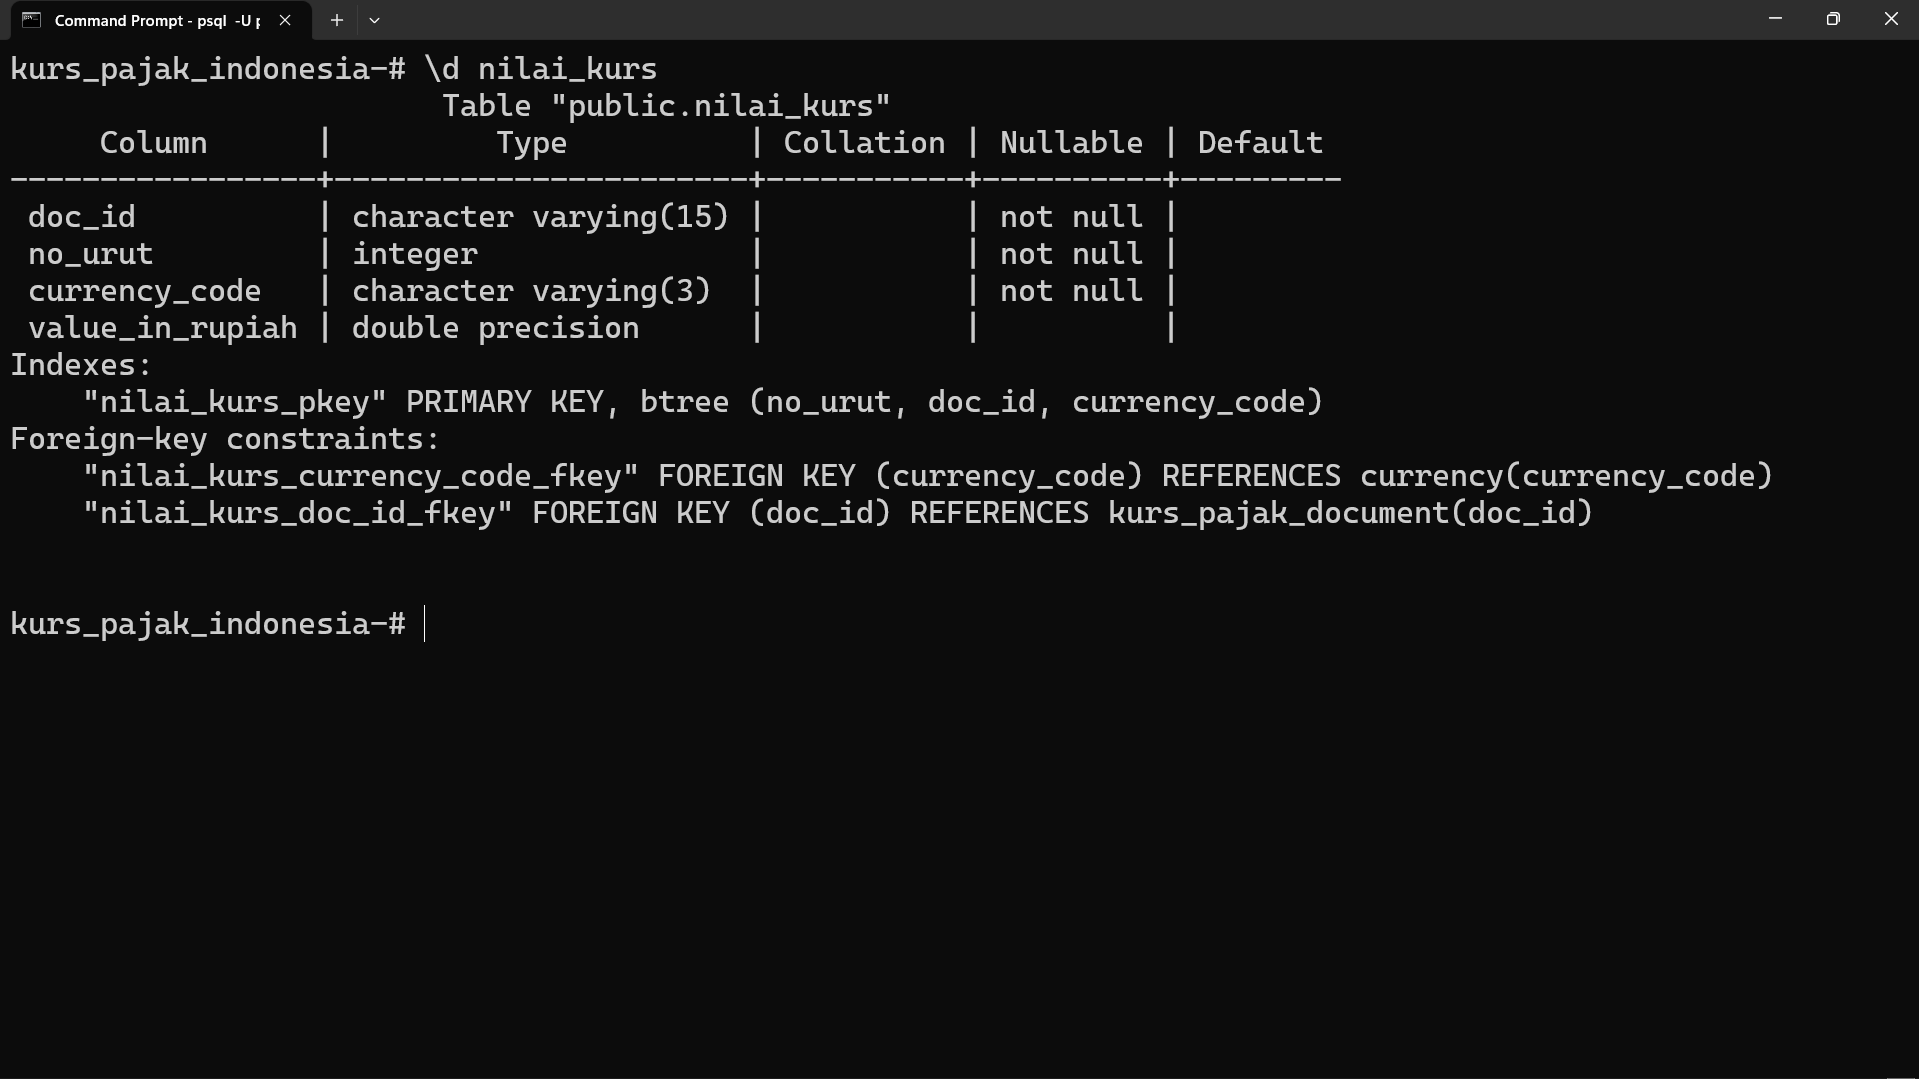 Command Prompt - psql -U p
kurs_pajak_indonesia-# \d nilai_kurs
                        Table "public.nilai_kurs"
     Column      |         Type          | Collation | Nullable | Default
-----------------+-----------------------+-----------+----------+---------
 doc_id          | character varying(15) |           | not null |
 no_urut         | integer               |           | not null |
 currency_code   | character varying(3)  |           | not null |
 value_in_rupiah | double precision      |           |          |
Indexes:
    "nilai_kurs_pkey" PRIMARY KEY, btree (no_urut, doc_id, currency_code)
Foreign-key constraints:
    "nilai_kurs_currency_code_fkey" FOREIGN KEY (currency_code) REFERENCES currency(currency_code)
    "nilai_kurs_doc_id_fkey" FOREIGN KEY (doc_id) REFERENCES kurs_pajak_document(doc_id)
kurs_pajak_indonesia-#